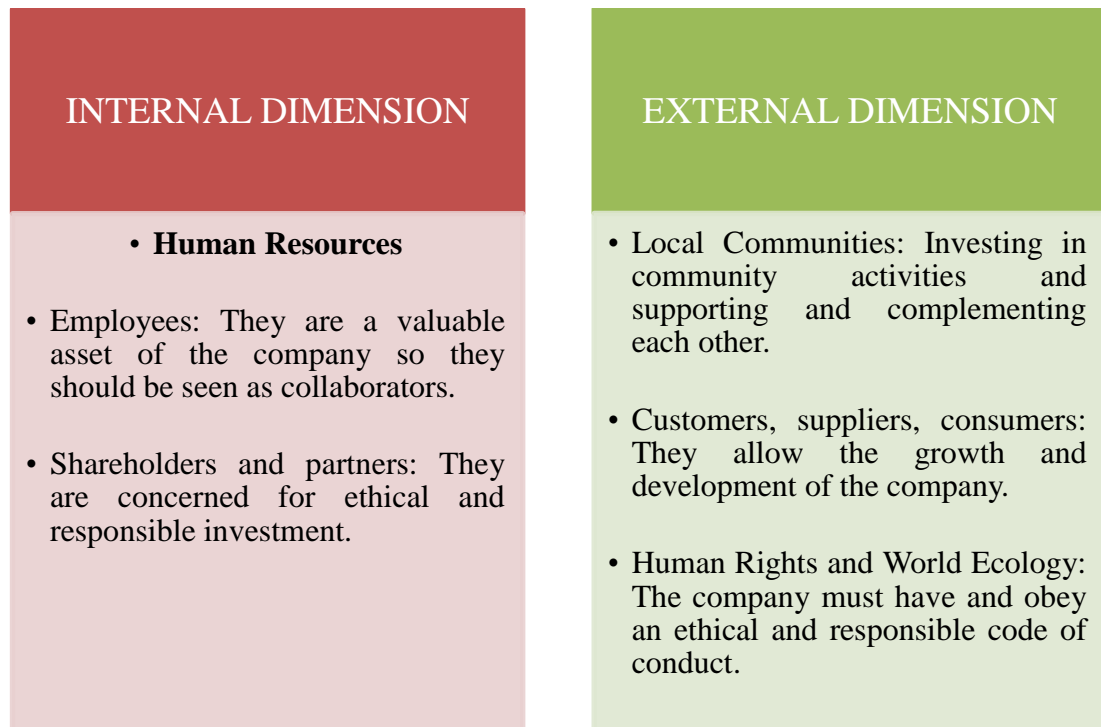 INTERNAL DIMENSION
• Human Resources
• Employees: They are a valuable
asset of the company so they
should be seen as collaborators.
• Shareholders and partners: They
are concerned for ethical and
responsible investment.
EXTERNAL DIMENSION
• Local Communities: Investing in
community activities and
supporting and complementing
each other.
• Customers, suppliers, consumers:
They allow the growth and
development of the company.
• Human Rights and World Ecology:
The company must have and obey
an ethical and responsible code of
conduct.